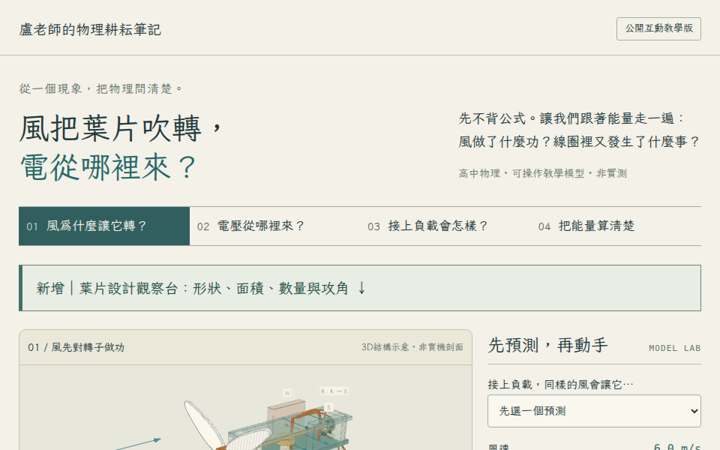 盧老師的物理耕耘筆記
公開互動教學版
從一個現象，把物理問清楚。
風把葉片吹轉，
電從哪裡來？
先不背公式。讓我們跟著能量走一遍：
風做了什麼功？線圈裡又發生了什麼事？
高中物理・可操作教學模型・非實測
01 風為什麼讓它轉？
02 電壓從哪裡來？
03 接上負載會怎樣？
04 把能量算清楚
新增｜葉片設計觀察台：形狀、面積、數量與攻角 ↓
01 / 風先對轉子做功
3D結構示意・非實機剖面
先預測，再動手
MODEL LAB
接上負載，同樣的風會讓它…
先選一個預測
風速
6.0 m/s